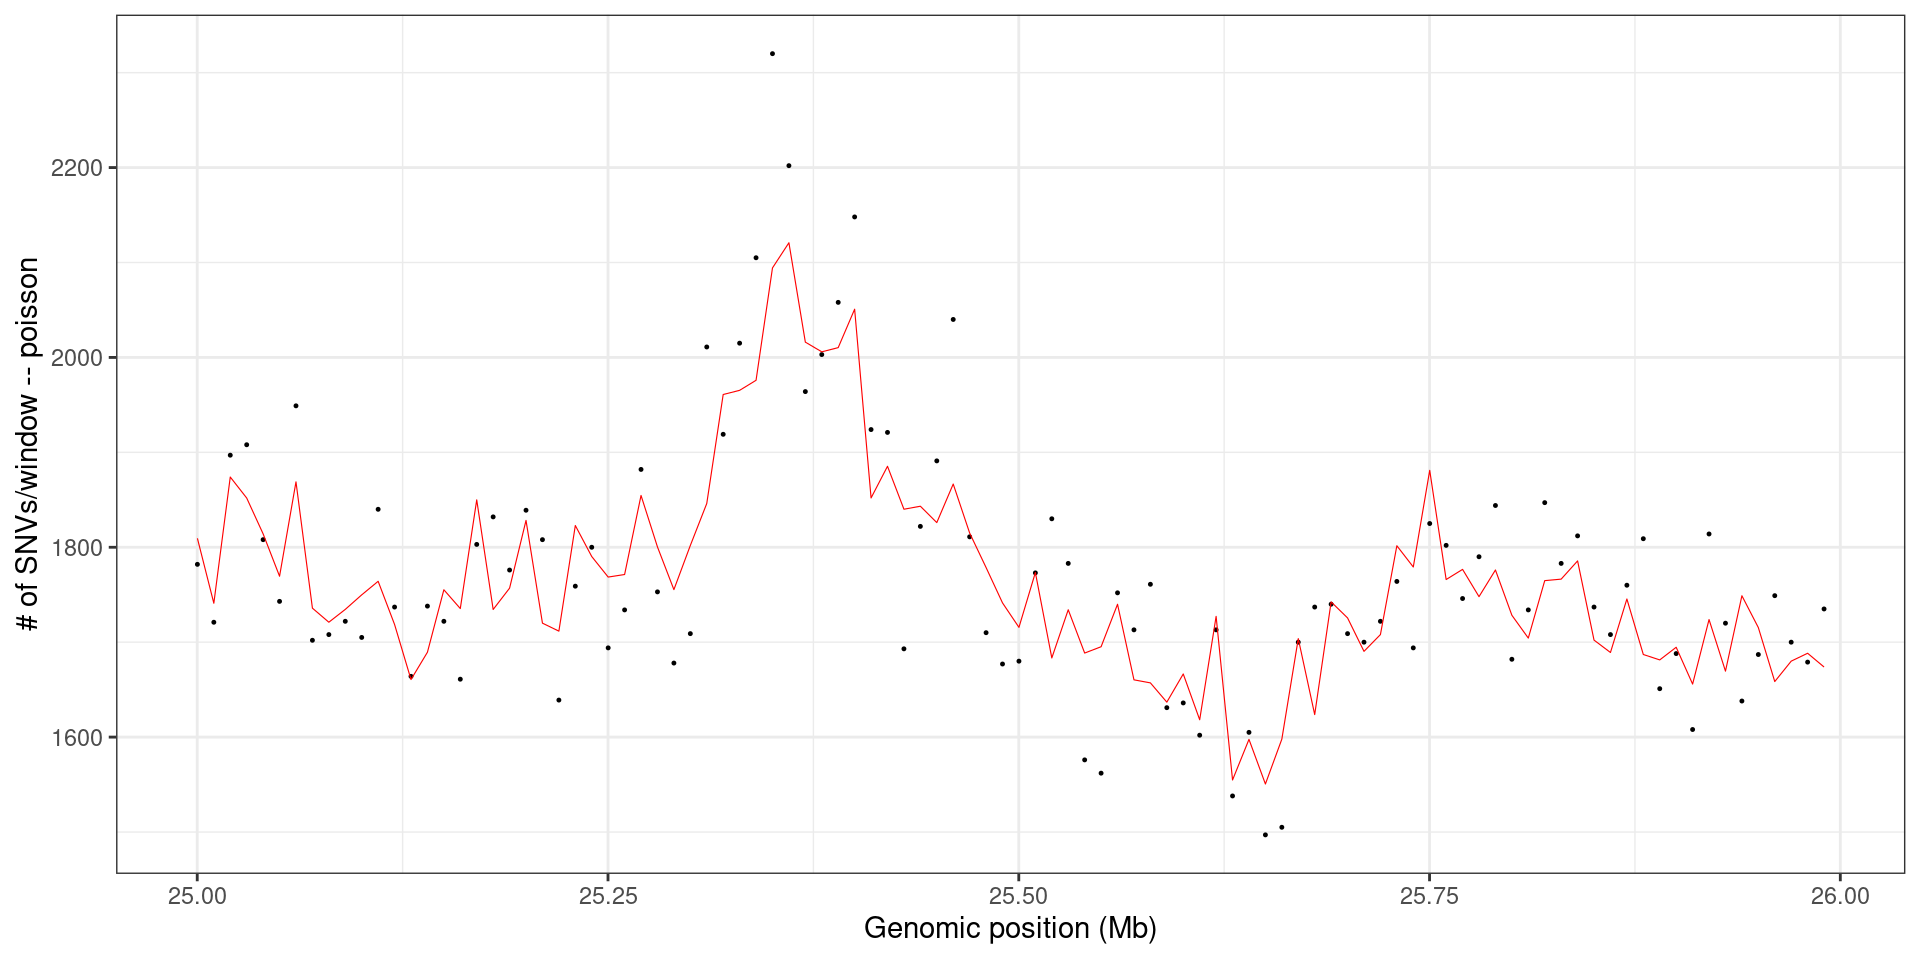 # of SNVs/window -- poisson
2200
2000
1800
1600
25.00 25.25 25.50 25.75 26.00
Genomic position (Mb)